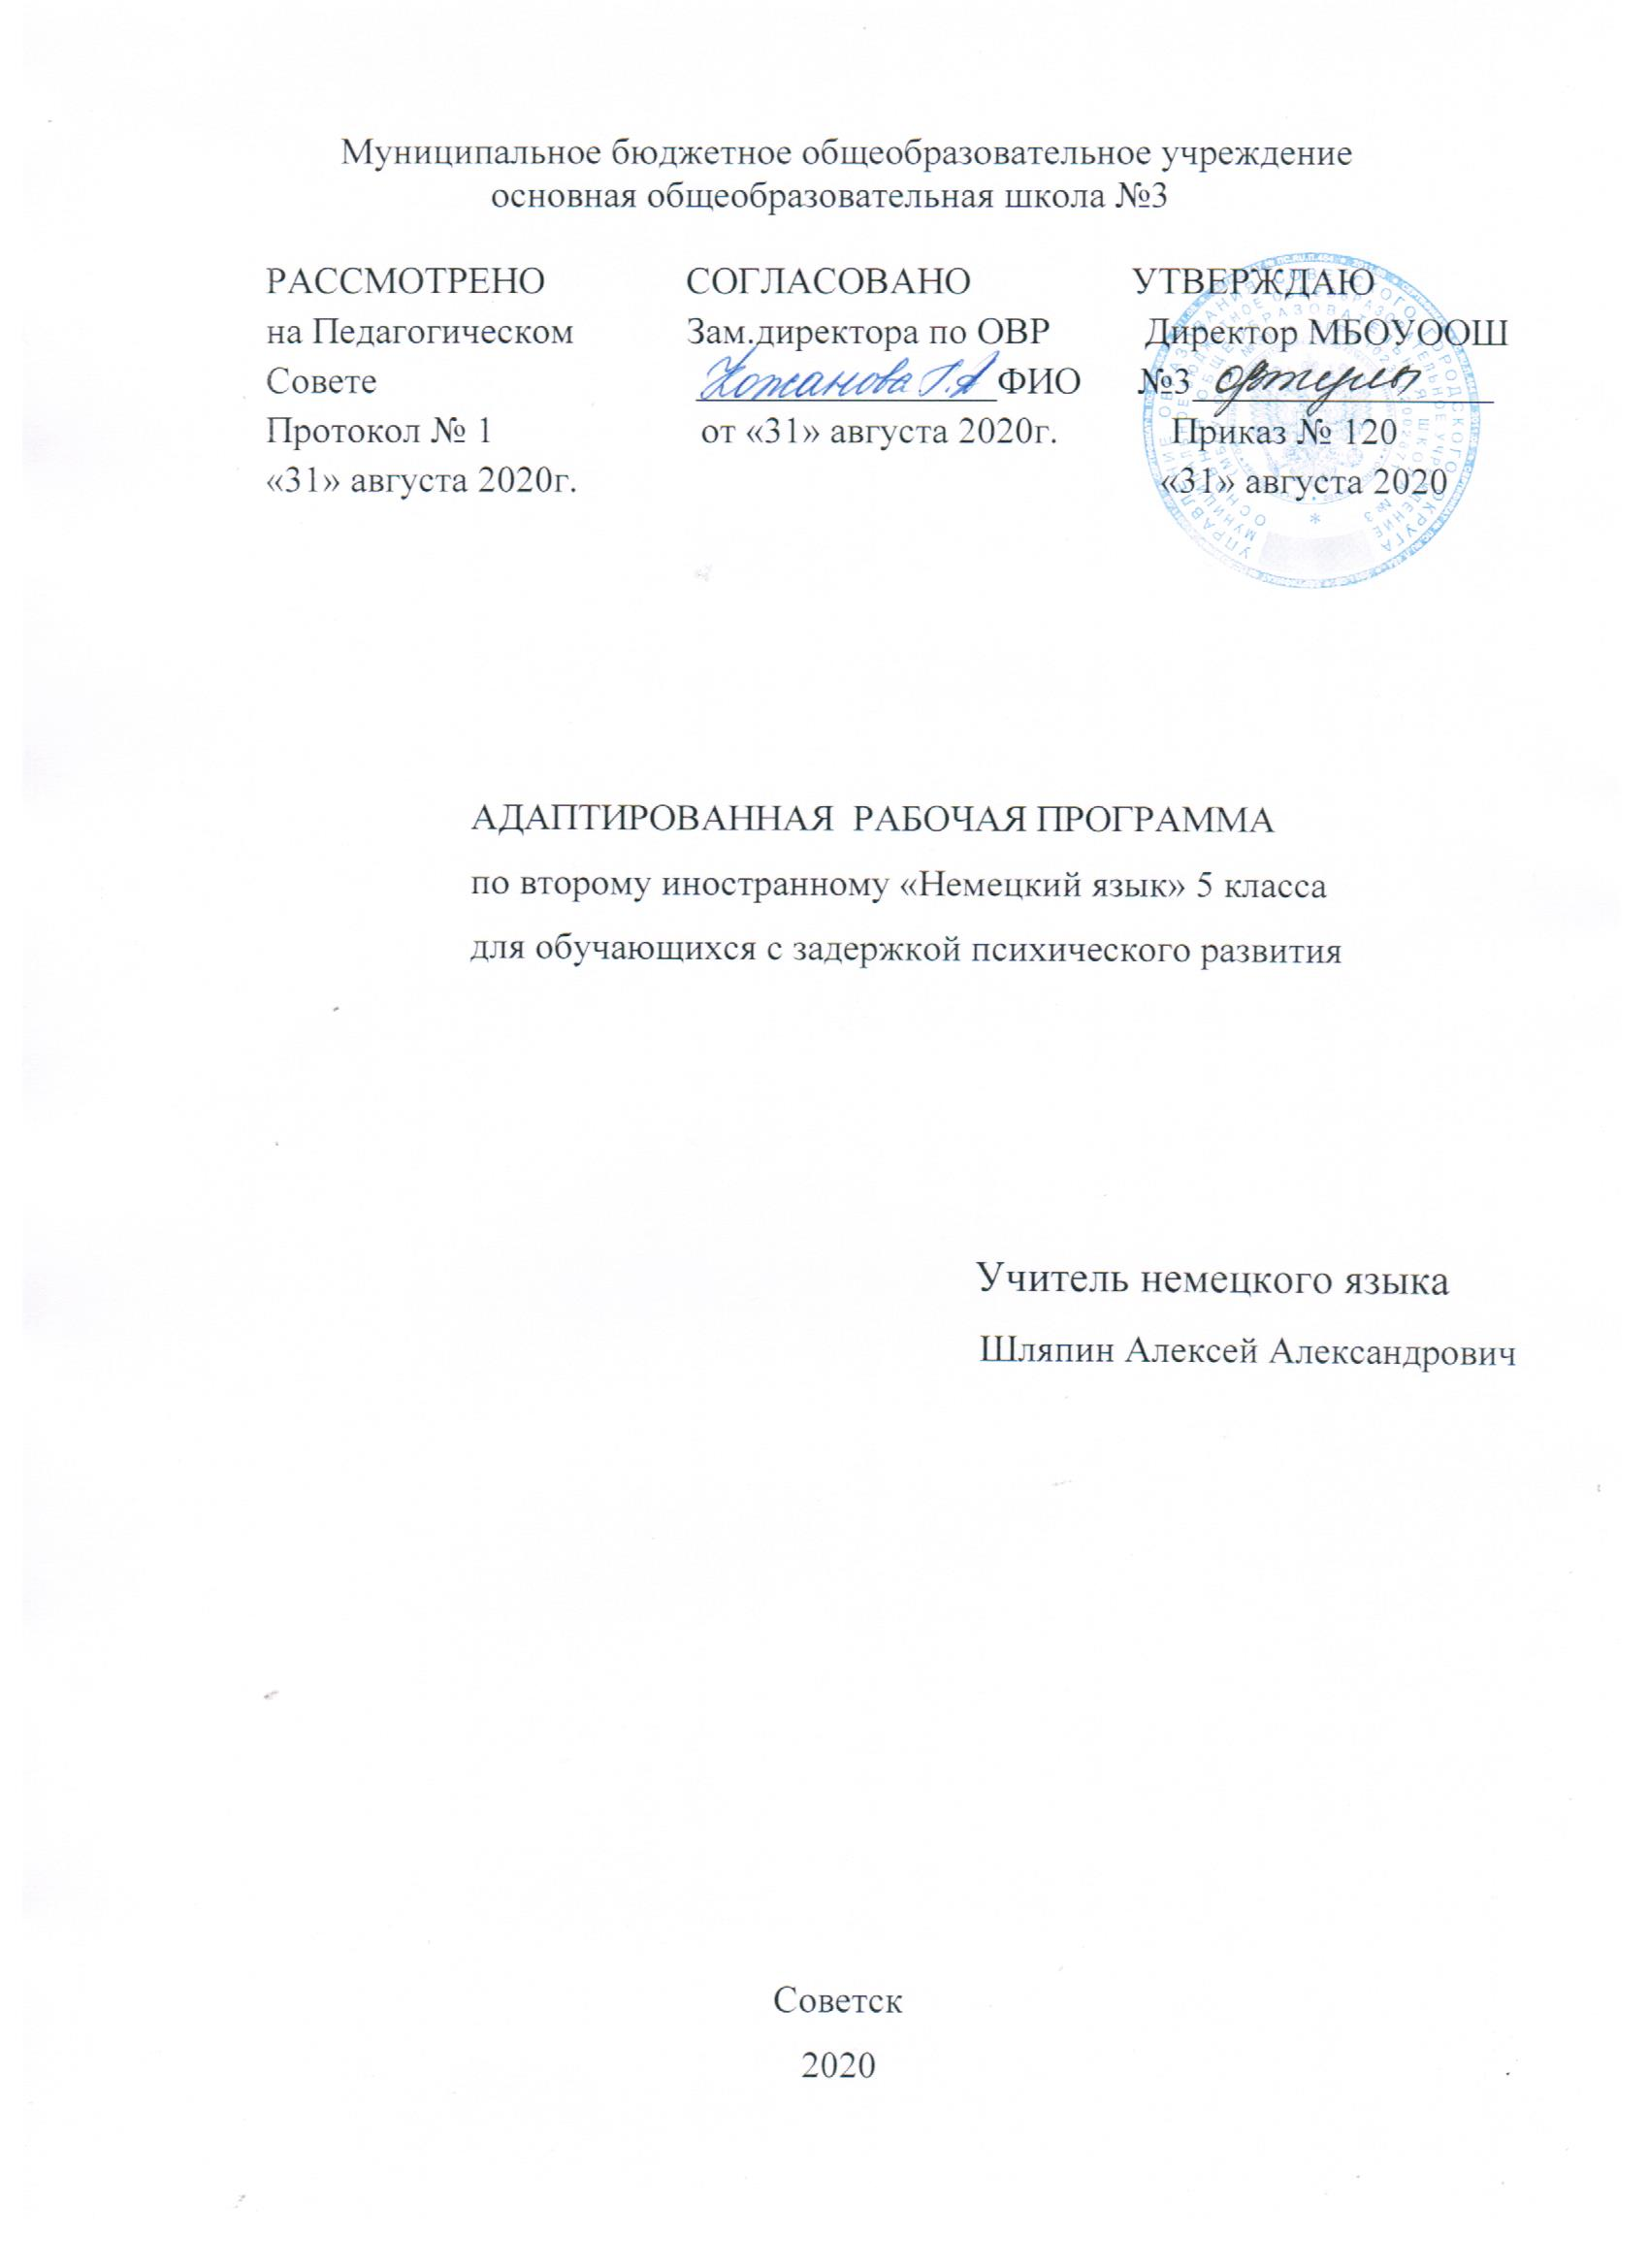 Муниципальное бюджетное общеобразовательное учреждение
основная общеобразовательная школа №3
РАССМОТРЕНО
на Педагогическом
Совете
Протокол № 1
«31» августа 2020г.
СОГЛАСОВАНО
Зам.директора по ОВР
Кожанова Г.А ФИО
от «31» августа 2020г.
УТВЕРЖДАЮ
Директор МБОУООШ
№3
Приказ № 120
«31» августа 2020
АДАПТИРОВАННАЯ РАБОЧАЯ ПРОГРАММА
по второму иностранному «Немецкий язык» 5 класса
для обучающихся с задержкой психического развития
Учитель немецкого языка
Шляпин Алексей Александрович
Советск
2020